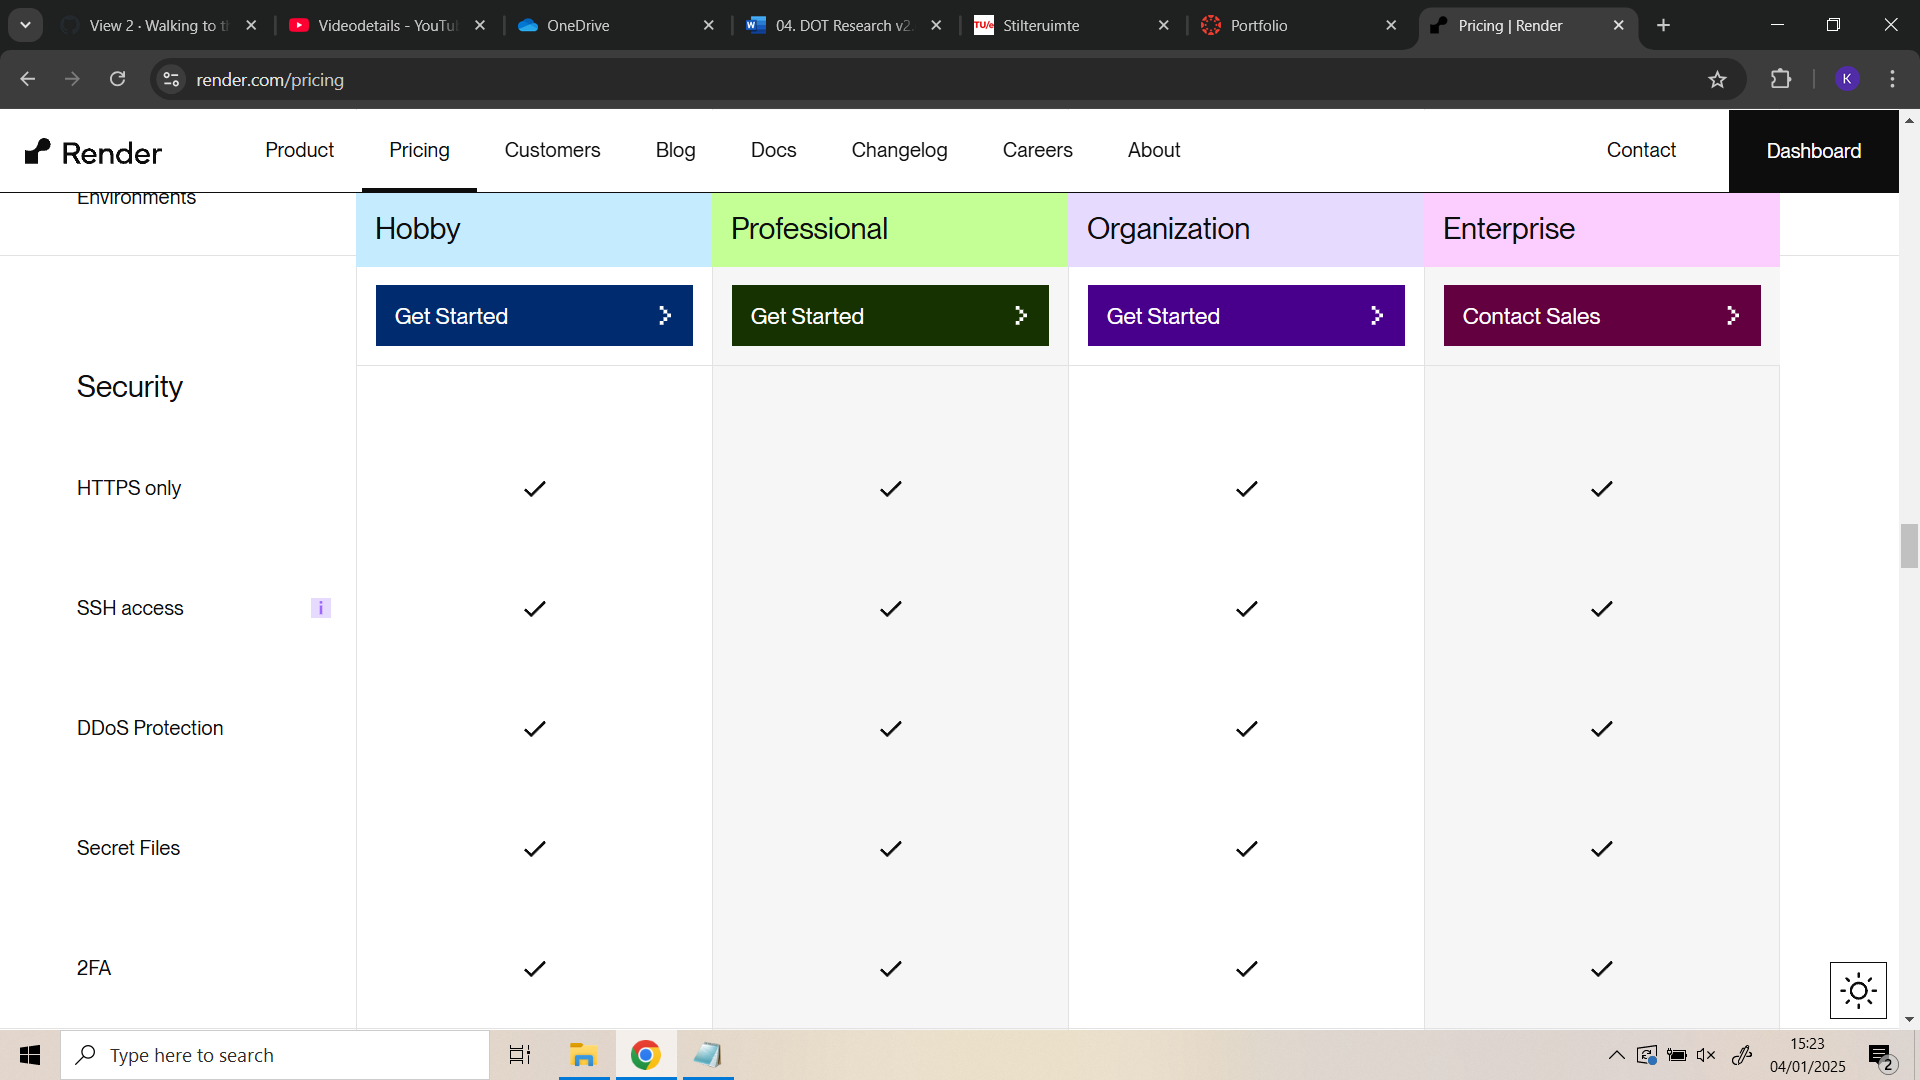 View 2 · Walking to t
Videodetails - YouTu
OneDrive
04. DOT Research v2.
TU/e Stilteruimte
Portfolio
Pricing | Render
render.com/pricing
K
Render
Product
Pricing
Customers
Blog
Docs
Changelog
Careers
About
Contact
Dashboard
Environments
Hobby
Professional
Organization
Enterprise
Get Started
Get Started
Get Started
Contact Sales
Security
HTTPS only
SSH access i
DDoS Protection
Secret Files
2FA
Type here to search
15:23
04/01/2025
2